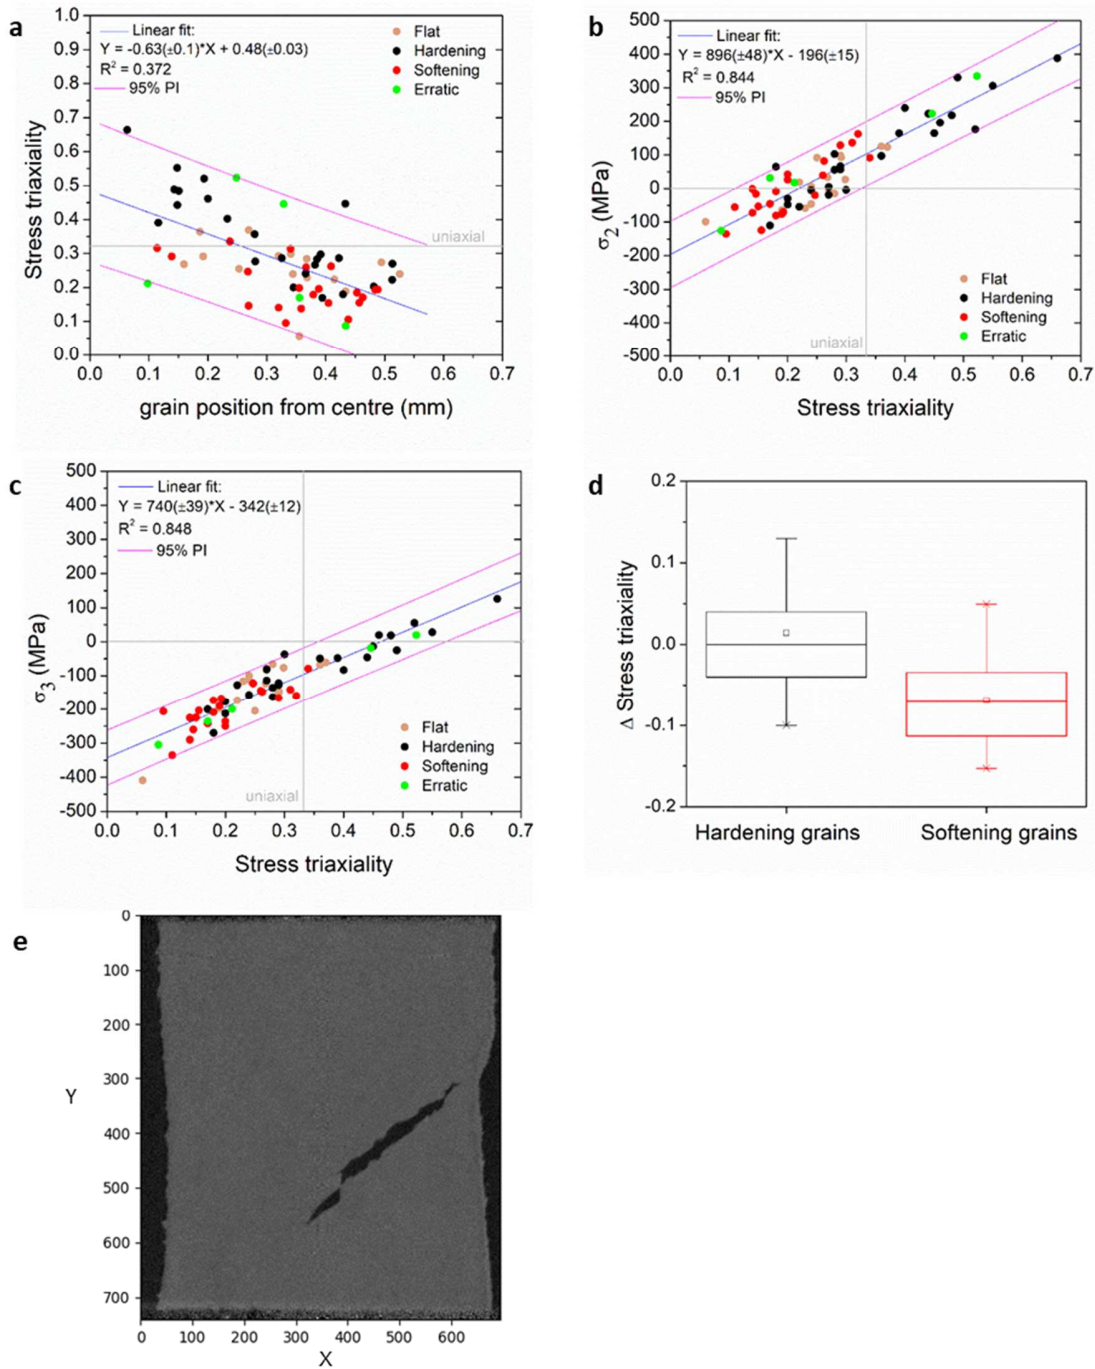 a
1.0
0.9
0.8
0.7
0.6
0.5
0.4
0.3
0.2
0.1
0.0
Stress triaxiality
Linear fit:
Y = -0.63(±0.1)*X + 0.48(±0.03)
R² = 0.372
95% PI
Flat
Hardening
Softening
Erratic
uniaxial
0.0 0.1 0.2 0.3 0.4 0.5 0.6 0.7
grain position from centre (mm)
b
500
400
300
200
100
0
-100
-200
-300
-400
-500
σ₂ (MPa)
Linear fit:
Y = 896(±48)*X - 196(±15)
R² = 0.844
95% PI
Flat
Hardening
Softening
Erratic
uniaxial
0.0 0.1 0.2 0.3 0.4 0.5 0.6 0.7
Stress triaxiality
c
500
400
300
200
100
0
-100
-200
-300
-400
-500
σ₃ (MPa)
Linear fit:
Y = 740(±39)*X - 342(±12)
R² = 0.848
95% PI
Flat
Hardening
Softening
Erratic
uniaxial
0.0 0.1 0.2 0.3 0.4 0.5 0.6 0.7
Stress triaxiality
d
0.2
0.1
0.0
-0.1
-0.2
Δ Stress triaxiality
Hardening grains Softening grains
e
0
100
200
300
400
500
600
700
Y
0 100 200 300 400 500 600
X